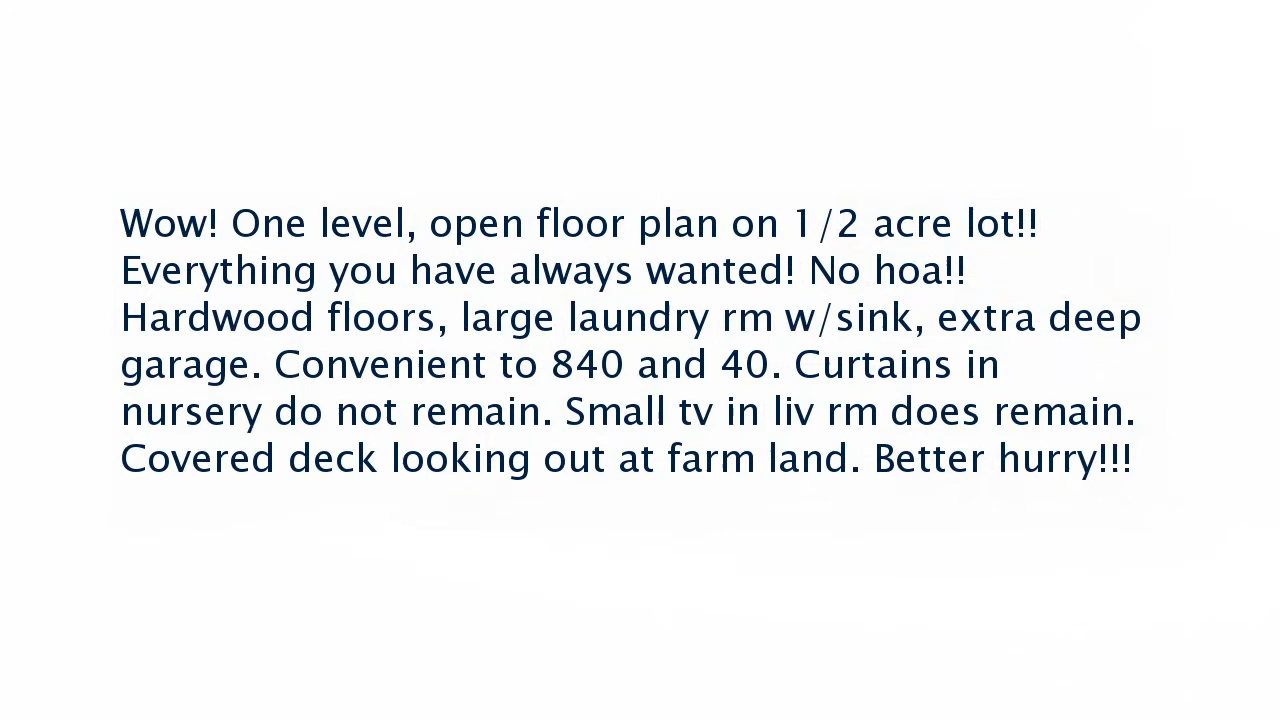 Wow! One level, open floor plan on 1/2 acre lot!!
Everything you have always wanted! No hoa!!
Hardwood floors, large laundry rm w/sink, extra deep
garage. Convenient to 840 and 40. Curtains in
nursery do not remain. Small tv in liv rm does remain.
Covered deck looking out at farm land. Better hurry!!!